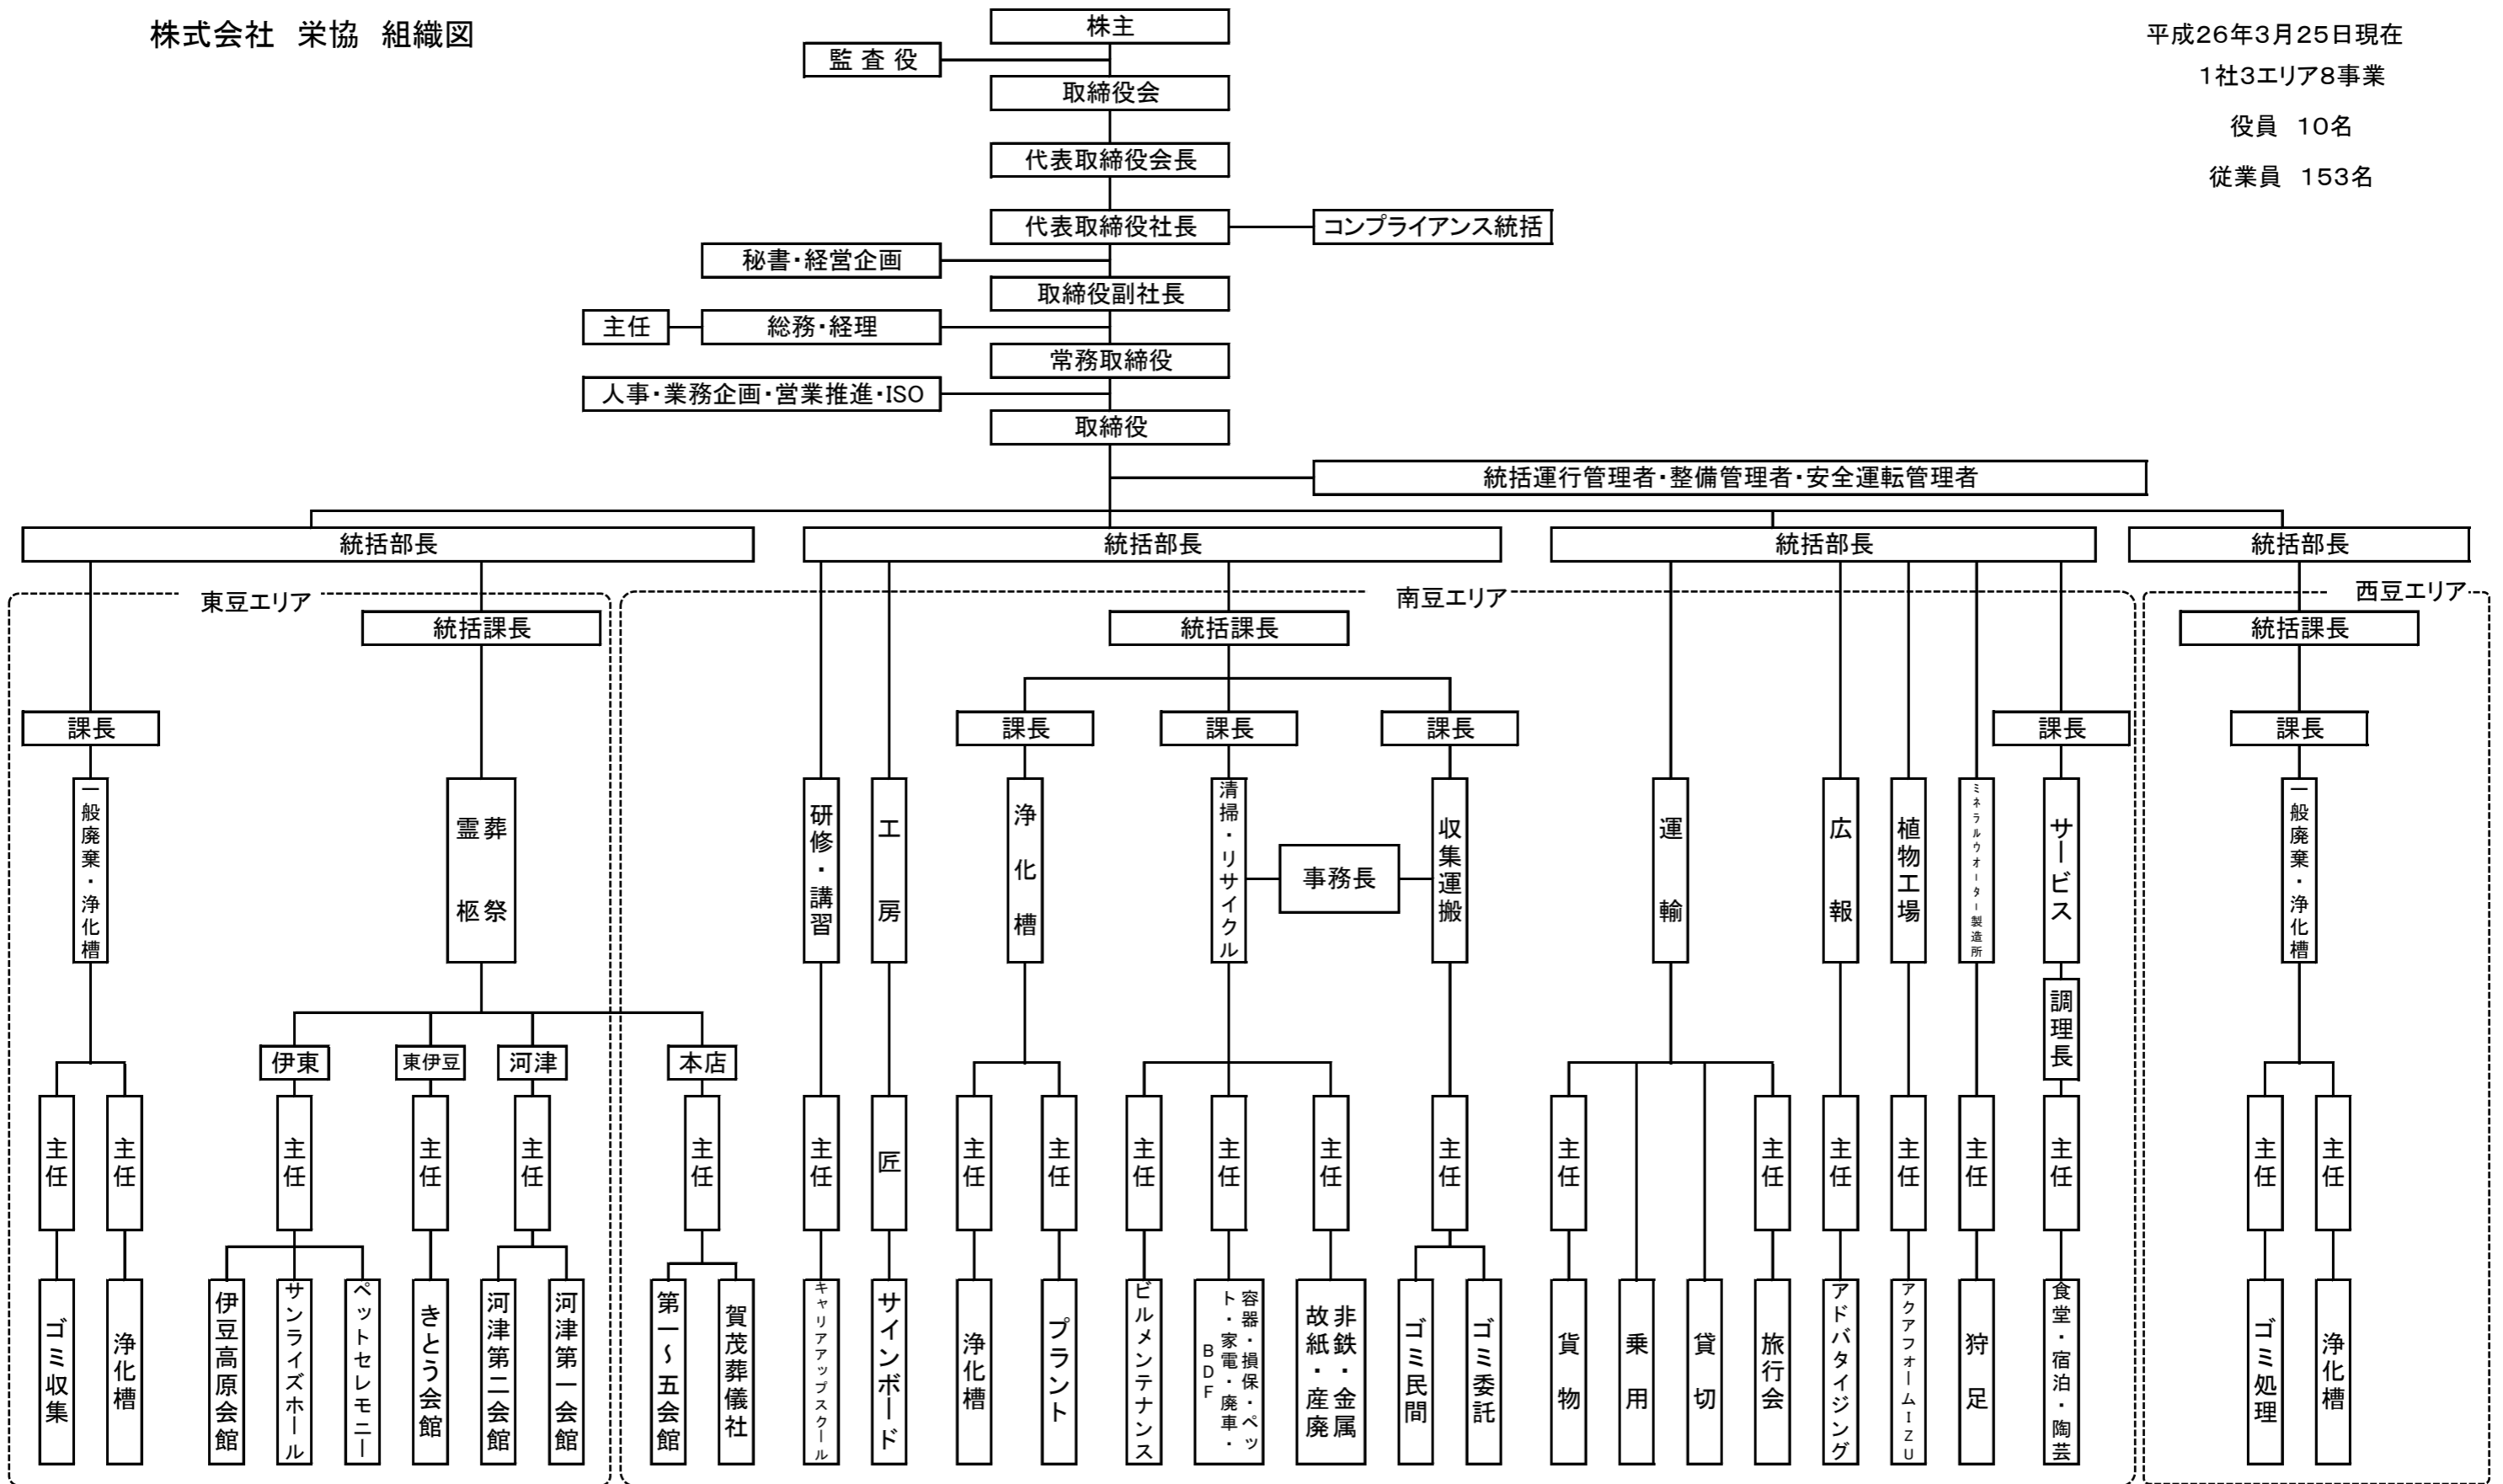 株式会社 栄協 組織図
平成26年3月25日現在
1社3エリア8事業
役員 10名
従業員 153名
株主
監査役
取締役会
代表取締役会長
代表取締役社長
コンプライアンス統括
秘書・経営企画
取締役副社長
主任
総務・経理
常務取締役
人事・業務企画・営業推進・ISO
取締役
統括運行管理者・整備管理者・安全運転管理者
統括部長
統括部長
統括部長
統括部長
東豆エリア
南豆エリア
西豆エリア
統括課長
統括課長
統括課長
課長
課長
課長
課長
課長
課長
一般廃棄・浄化槽
葬祭
霊柩
研修・講習
工房
浄化槽
清掃・リサイクル
事務長
収集運搬
運輸
広報
植物工場
ミネラルウオーター製造所
サービス
一般廃棄・浄化槽
調理長
伊東
東伊豆
河津
本店
主任
主任
主任
主任
主任
主任
主任
匠
主任
主任
主任
主任
主任
主任
主任
主任
主任
主任
主任
主任
主任
主任
ゴミ収集
浄化槽
伊豆高原会館
サンライズホール
ペットセレモニー
きとう会館
河津第二会館
河津第一会館
第一～五会館
賀茂葬儀社
キャリアアップスクール
サインボード
浄化槽
プラント
ビルメンテナンス
容器・損保・ペッ
ト・家電・廃車・
BDF
非鉄・金属
故紙・産廃
ゴミ民間
ゴミ委託
貨物
乗用
貸切
旅行会
アドバタイジング
アクアフォームIZU
狩足
食堂・宿泊・陶芸
ゴミ処理
浄化槽